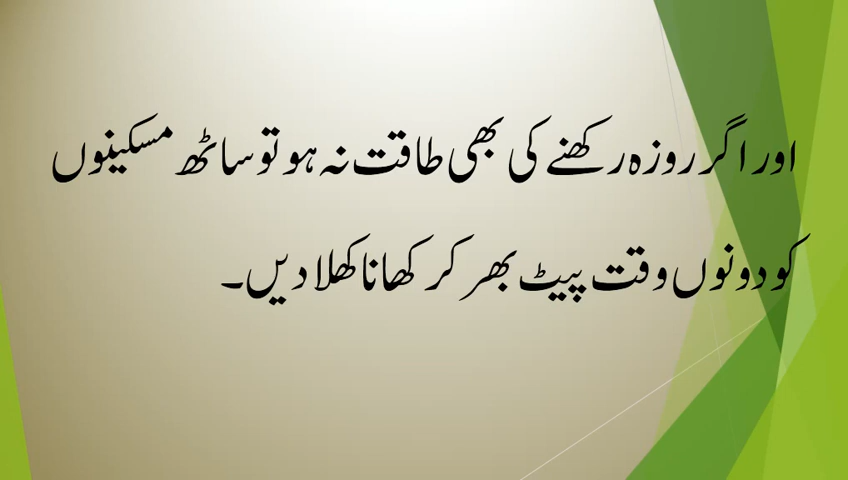 اور اگر روزہ رکھنے کی بھی طاقت نہ ہو تو ساٹھ مسکینوں
کو دونوں وقت پیٹ بھر کر کھانا کھلا دیں۔